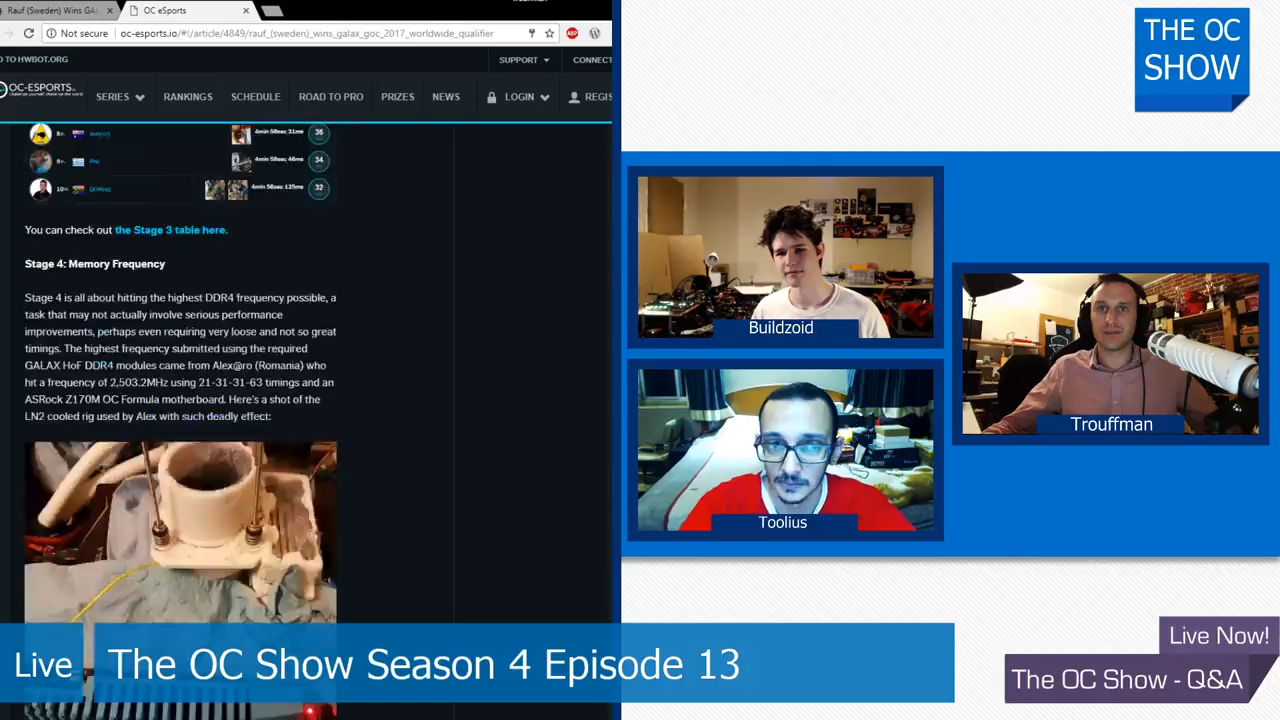 Rauf (Sweden) Wins GAL
OC eSports
Not secure
oc-esports.io/#!/article/4849/rauf_(sweden)_wins_galax_goc_2017_worldwide_qualifier
ABP
TO HWBOT.ORG
SUPPORT
CONNECT
OC-ESPORTS
SERIES
RANKINGS
SCHEDULE
ROAD TO PRO
PRIZES
NEWS
LOGIN
REGIS
4min 58sec 31ms
36
9th.
4min 58sec 46ms
34
10th.
4min 58sec 125ms
32
You can check out the Stage 3 table here.
Stage 4: Memory Frequency
Stage 4 is all about hitting the highest DDR4 frequency possible, a
task that may not actually involve serious performance
improvements, perhaps even requiring very loose and not so great
timings. The highest frequency submitted using the required
GALAX HoF DDR4 modules came from Alex@ro (Romania) who
hit a frequency of 2,503.2MHz using 21-31-31-63 timings and an
ASRock Z170M OC Formula motherboard. Here's a shot of the
LN2 cooled rig used by Alex with such deadly effect:
THE OC
SHOW
Buildzoid
Toolius
Trouffman
Live
The OC Show Season 4 Episode 13
Live Now!
The OC Show - Q&A